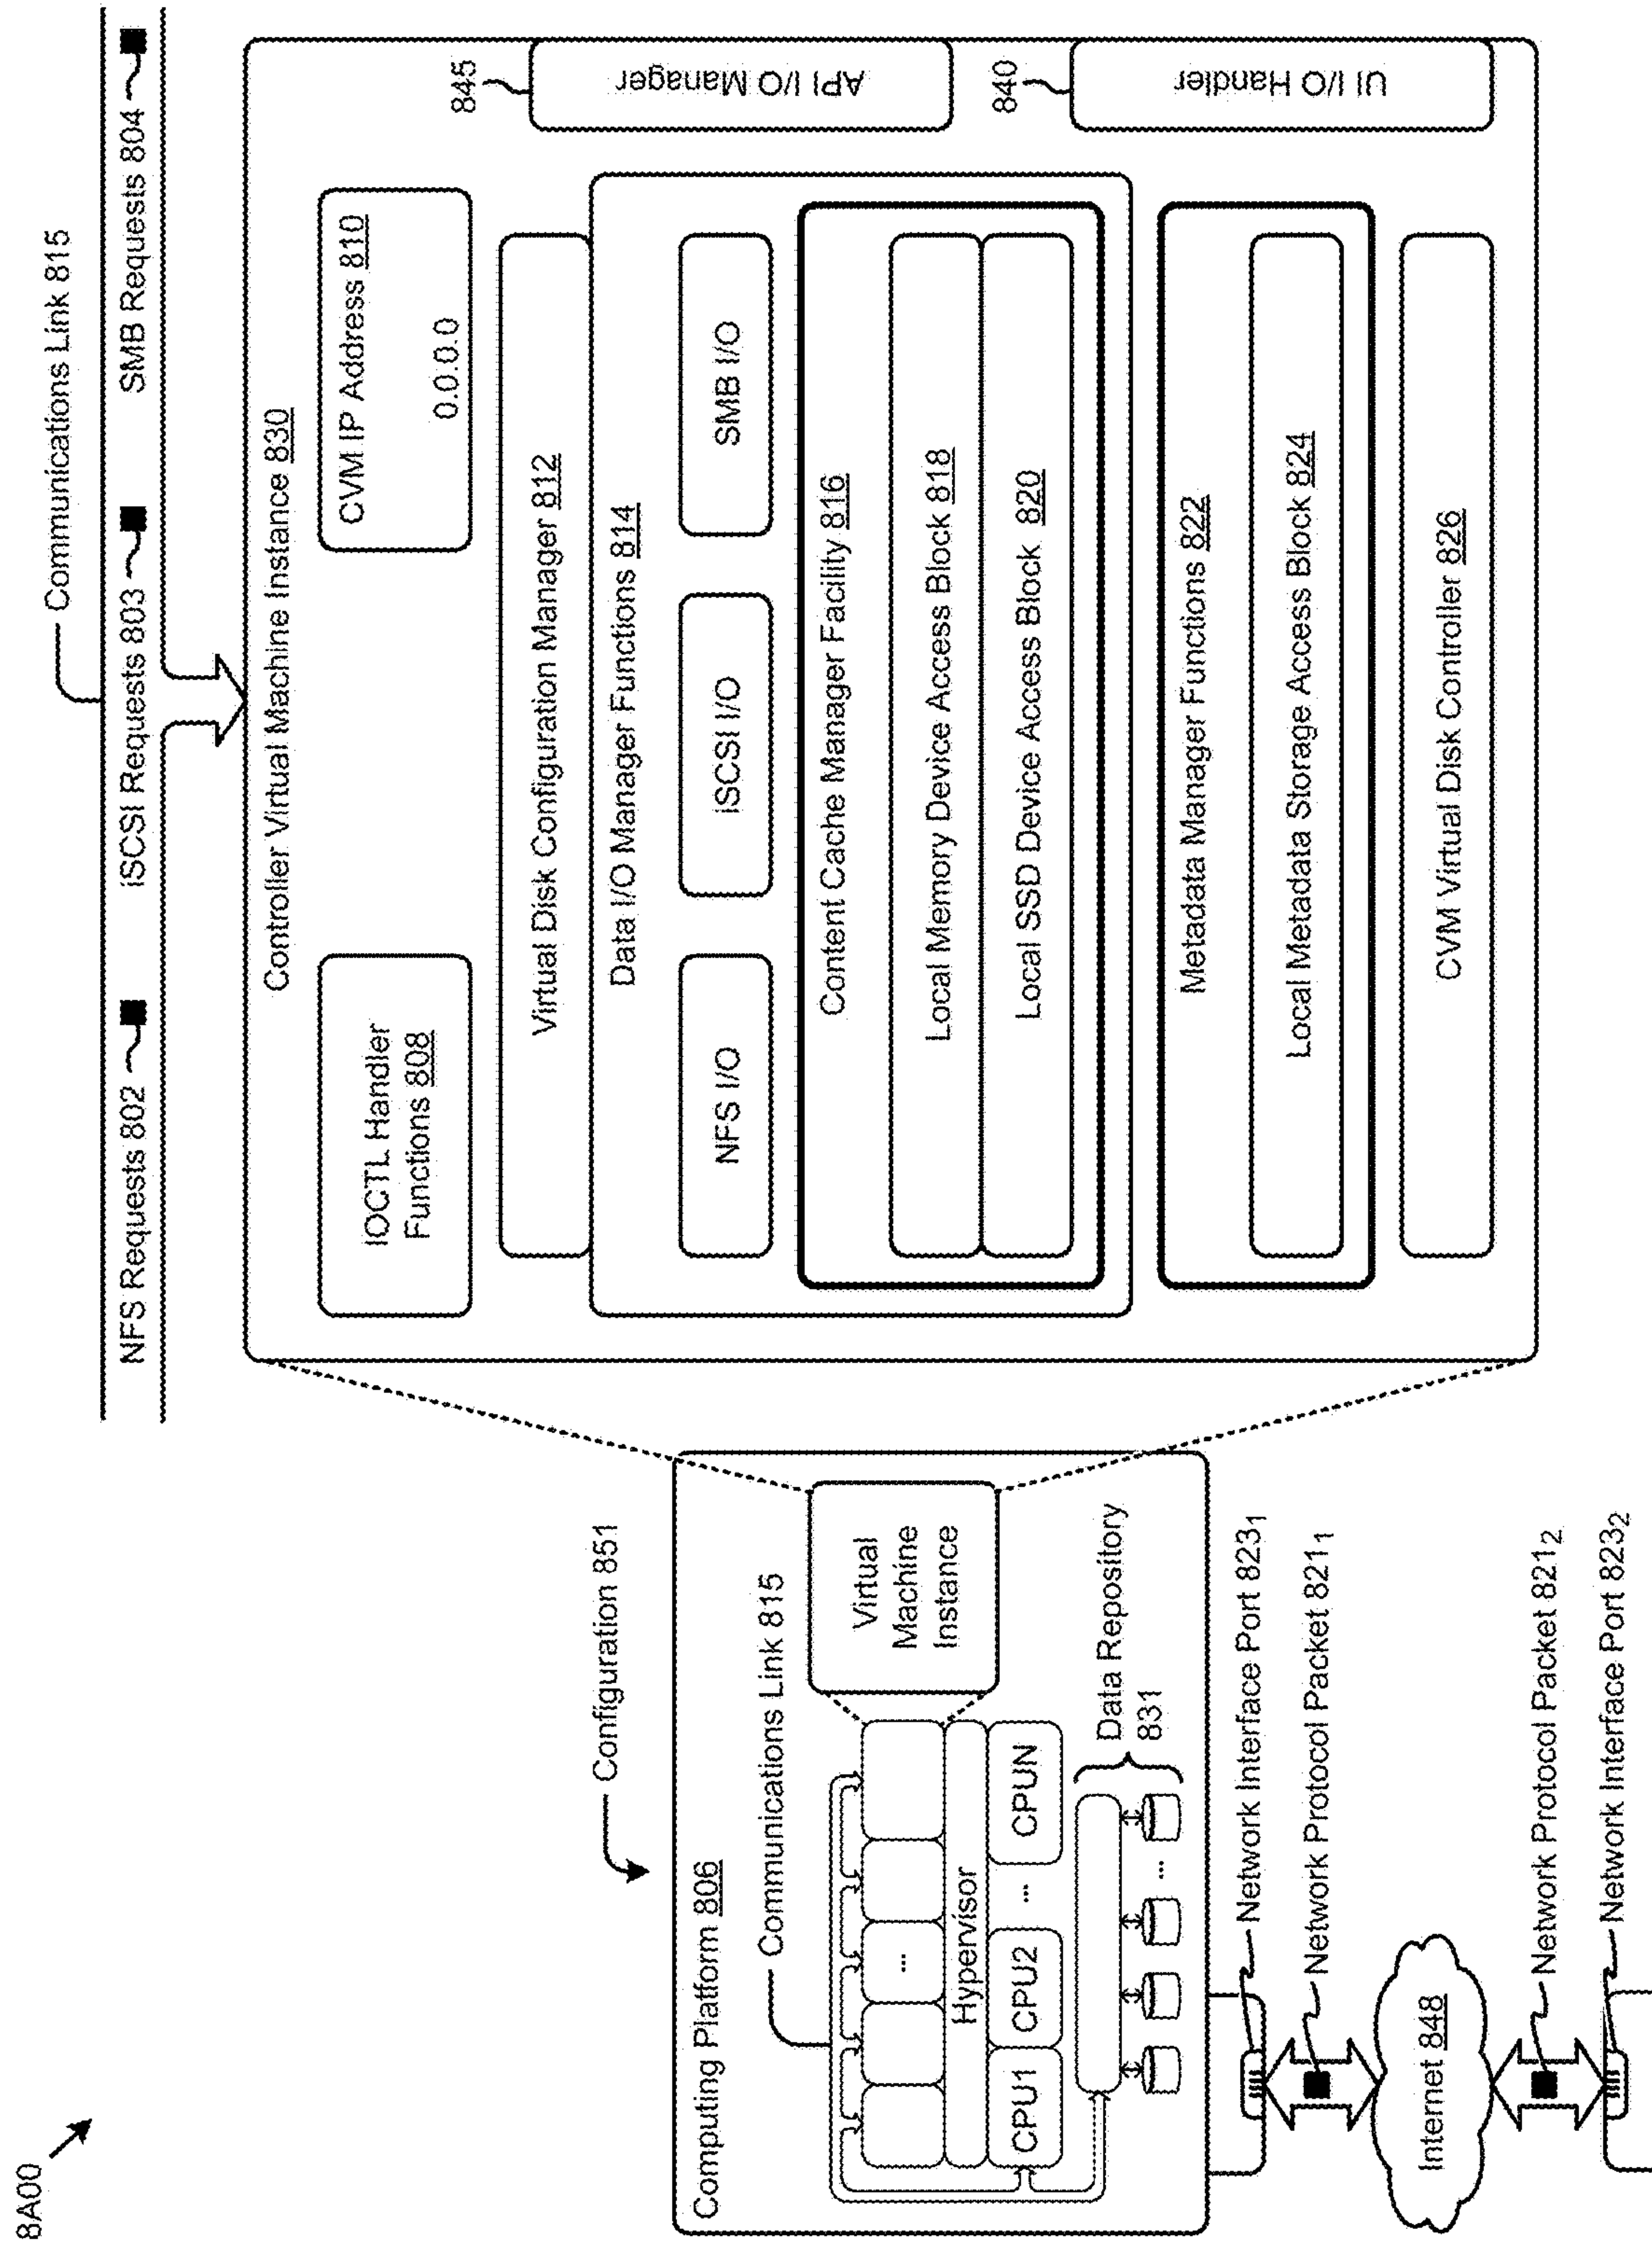 8A00
Communications Link 815
NFS Requests 802
iSCSI Requests 803
SMB Requests 804
Controller Virtual Machine Instance 830
IOCTL Handler
Functions 808
CVM IP Address 810
0.0.0.0
Virtual Disk Configuration Manager 812
Data I/O Manager Functions 814
NFS I/O
iSCSI I/O
SMB I/O
Content Cache Manager Facility 816
Local Memory Device Access Block 818
Local SSD Device Access Block 820
Metadata Manager Functions 822
Local Metadata Storage Access Block 824
CVM Virtual Disk Controller 826
845
API I/O Manager
840
UI I/O Handler
Configuration 851
Computing Platform 806
Communications Link 815
Virtual
Machine
Instance
...
Hypervisor
CPU1
CPU2
...
CPUN
Data Repository
831
...
Network Interface Port 823₁
Network Protocol Packet 821₁
Internet 848
Network Protocol Packet 821₂
Network Interface Port 823₂